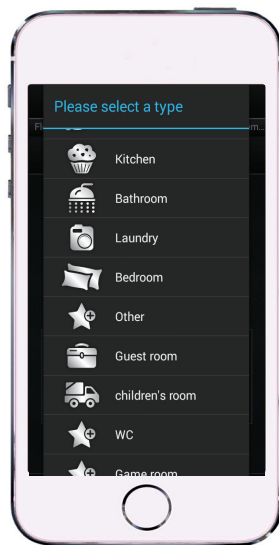 Please select a type
Kitchen
Bathroom
Laundry
Bedroom
Other
Guest room
children's room
WC
Game room